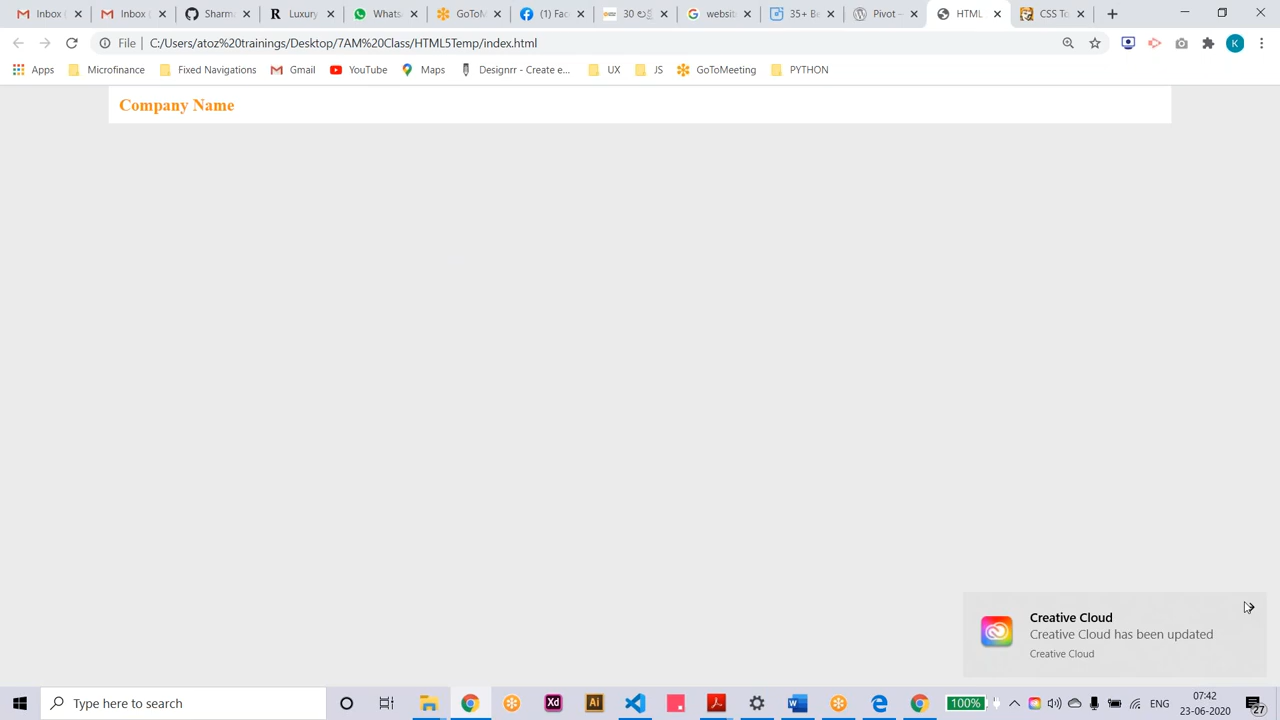 Inbox (
Inbox (
Sharm
Luxury
Whats
GoToM
(1) Fac
websit
35+ Be
Pivot –
HTML
CSS To
File
C:/Users/atoz%20trainings/Desktop/7AM%20Class/HTML5Temp/index.html
K
Apps
Microfinance
Fixed Navigations
Gmail
YouTube
Maps
Designrr - Create e...
UX
JS
GoToMeeting
PYTHON
Company Name
Creative Cloud
Creative Cloud has been updated
Creative Cloud
Type here to search
Xd
Ai
100%
ENG
07:42
23-06-2020
27